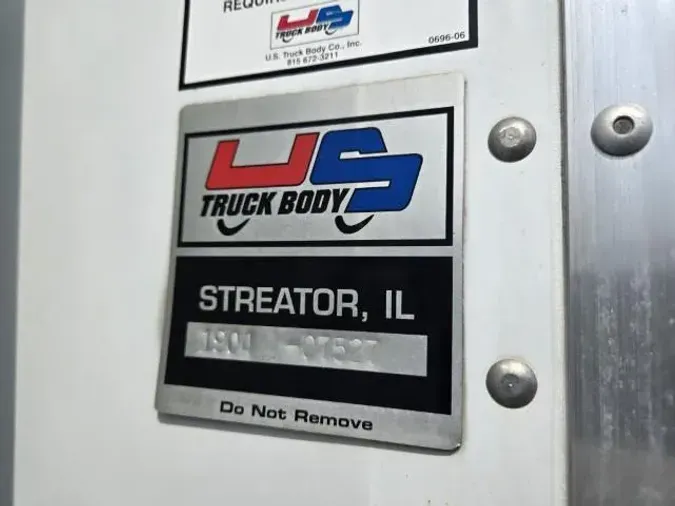 US
TRUCK BODY
U.S. Truck Body Co., Inc.
815 672-3211
0696-06
US
TRUCK BODY
STREATOR, IL
-07527
Do Not Remove